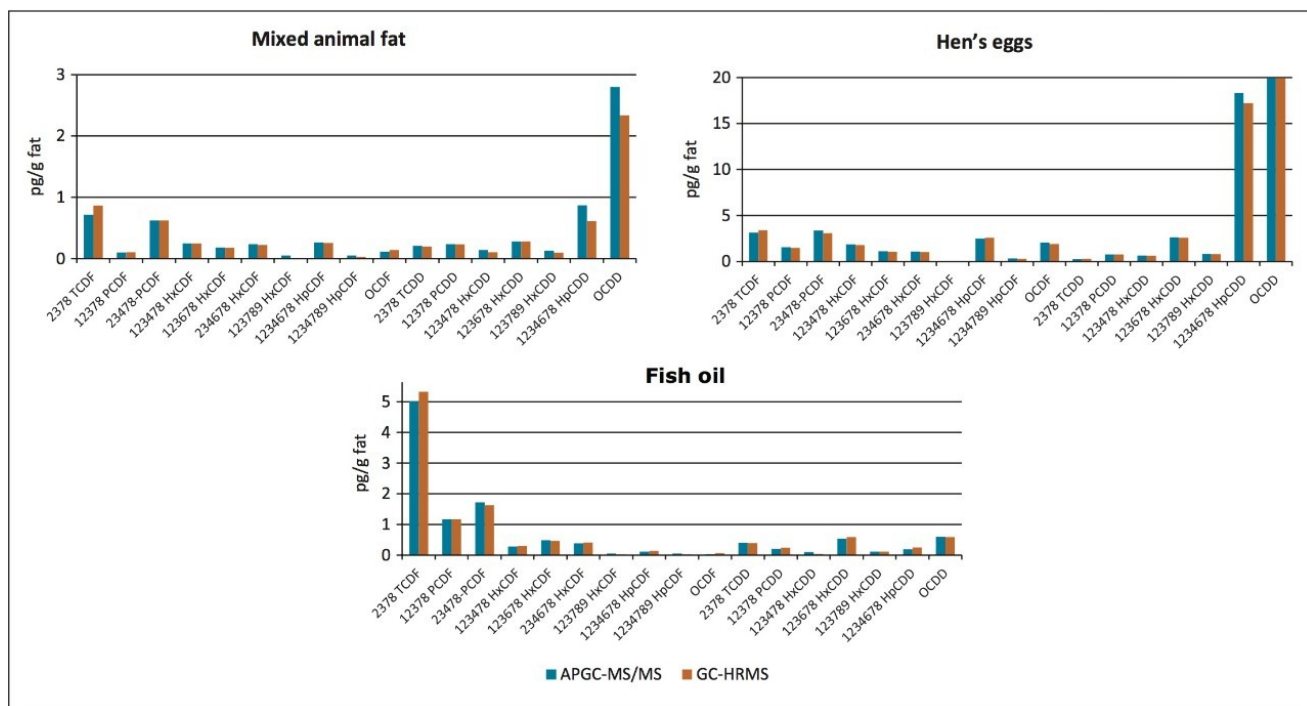 Mixed animal fat
3
2
1
0
pg/g fat
2378 TCDF
12378 PCDF
23478-PCDF
123478 HxCDF
123678 HxCDF
234678 HxCDF
123789 HxCDF
1234678 HpCDF
1234789 HpCDF
OCDF
2378 TCDD
12378 PCDD
123478 HxCDD
123678 HxCDD
123789 HxCDD
1234678 HpCDD
OCDD
Hen’s eggs
20
15
10
5
0
pg/g fat
2378 TCDF
12378 PCDF
23478-PCDF
123478 HxCDF
123678 HxCDF
234678 HxCDF
123789 HxCDF
1234678 HpCDF
1234789 HpCDF
OCDF
2378 TCDD
12378 PCDD
123478 HxCDD
123678 HxCDD
123789 HxCDD
1234678 HpCDD
OCDD
Fish oil
5
4
3
2
1
0
pg/g fat
2378 TCDF
12378 PCDF
23478-PCDF
123478 HxCDF
123678 HxCDF
234678 HxCDF
123789 HxCDF
1234678 HpCDF
1234789 HpCDF
OCDF
2378 TCDD
12378 PCDD
123478 HxCDD
123678 HxCDD
123789 HxCDD
1234678 HpCDD
OCDD
APGC-MS/MS GC-HRMS